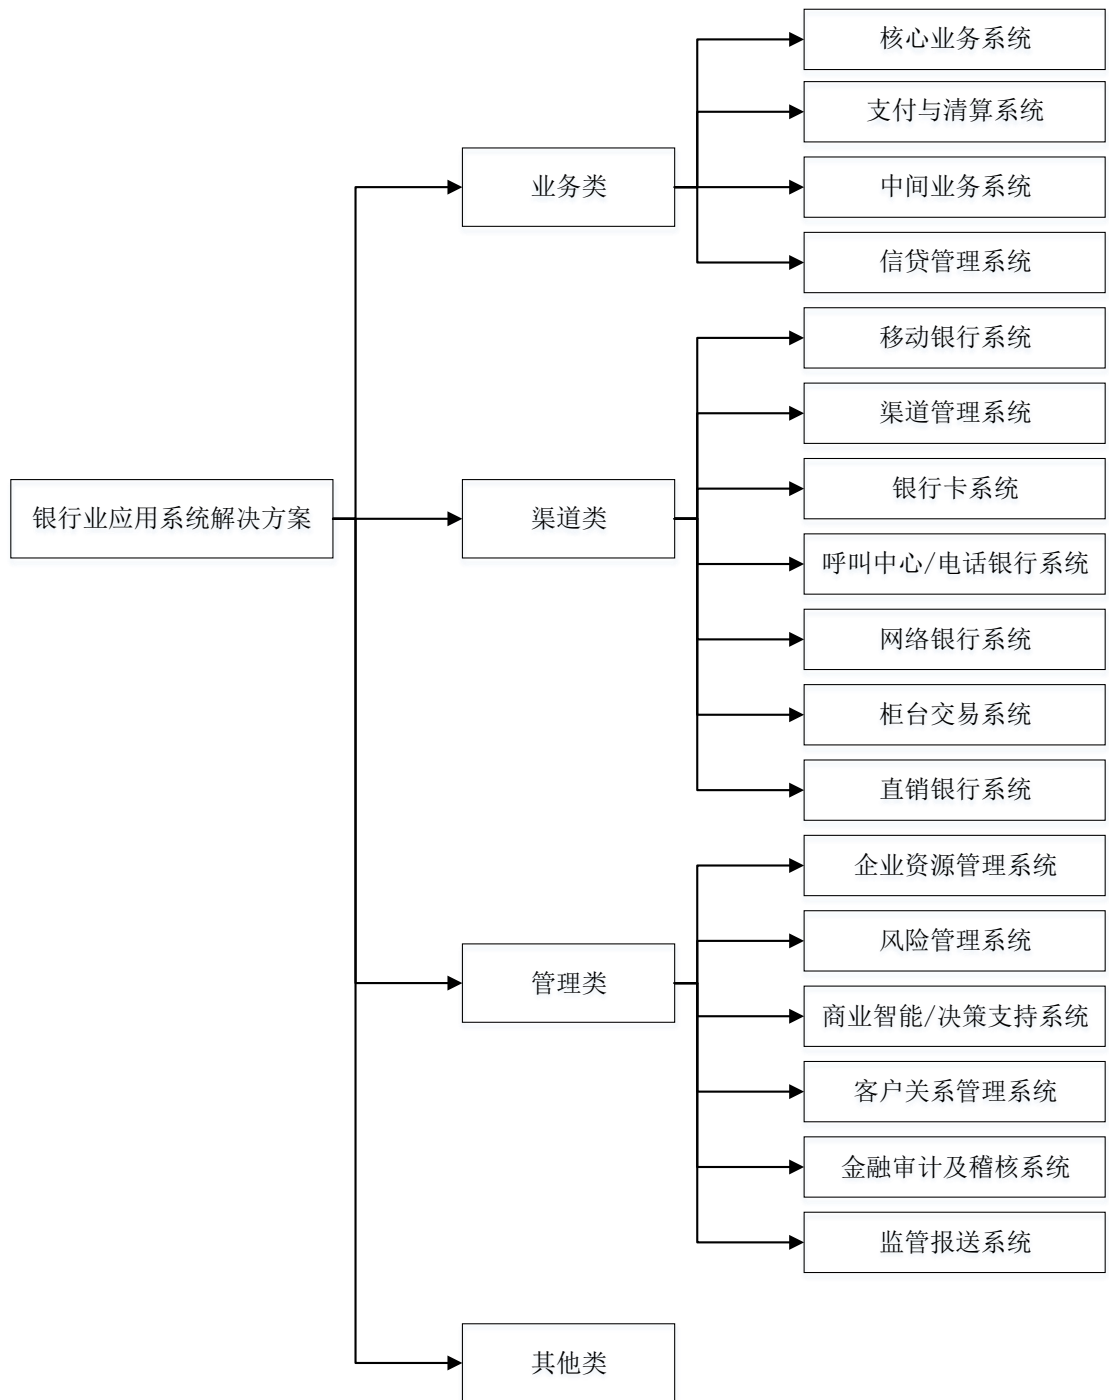 银行业应用系统解决方案
业务类
核心业务系统
支付与清算系统
中间业务系统
信贷管理系统
渠道类
移动银行系统
渠道管理系统
银行卡系统
呼叫中心/电话银行系统
网络银行系统
柜台交易系统
直销银行系统
管理类
企业资源管理系统
风险管理系统
商业智能/决策支持系统
客户关系管理系统
金融审计及稽核系统
监管报送系统
其他类